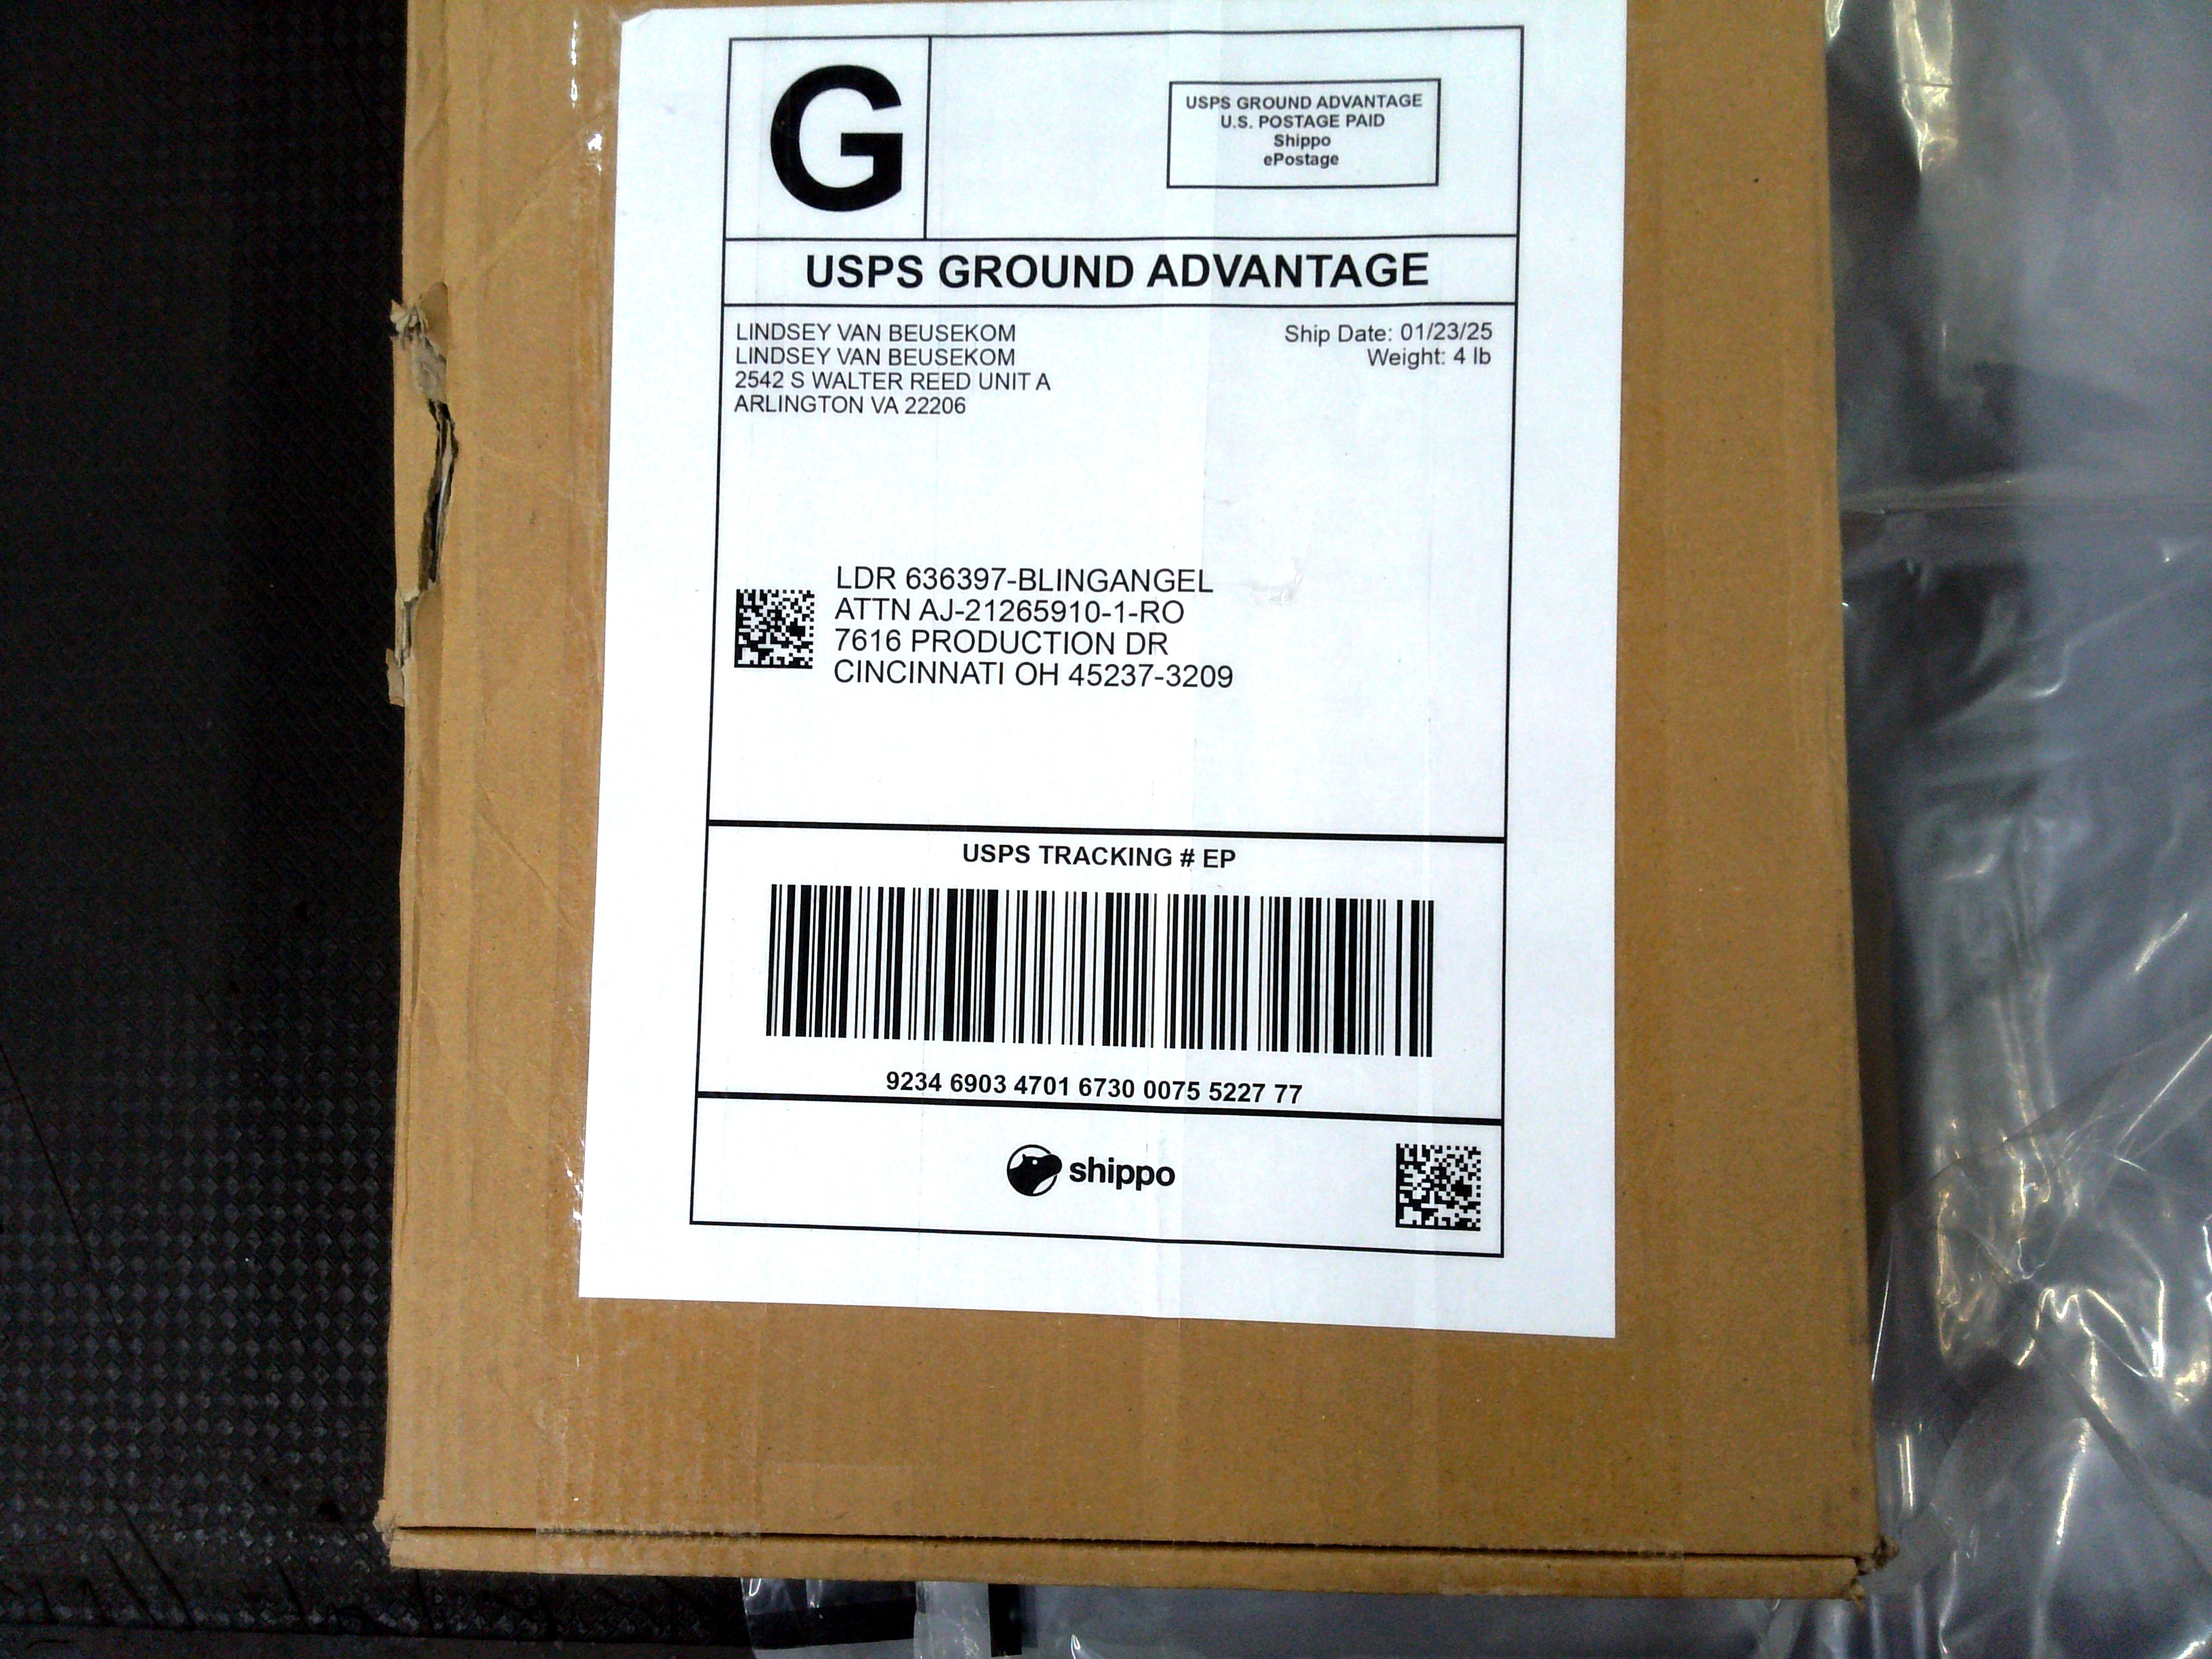 G
USPS GROUND ADVANTAGE
U.S. POSTAGE PAID
Shippo
ePostage
USPS GROUND ADVANTAGE
LINDSEY VAN BEUSEKOM
LINDSEY VAN BEUSEKOM
2542 S WALTER REED UNIT A
ARLINGTON VA 22206
Ship Date: 01/23/25
Weight: 4 lb
LDR 636397-BLINGANGEL
ATTN AJ-21265910-1-RO
7616 PRODUCTION DR
CINCINNATI OH 45237-3209
USPS TRACKING # EP
9234 6903 4701 6730 0075 5227 77
shippo